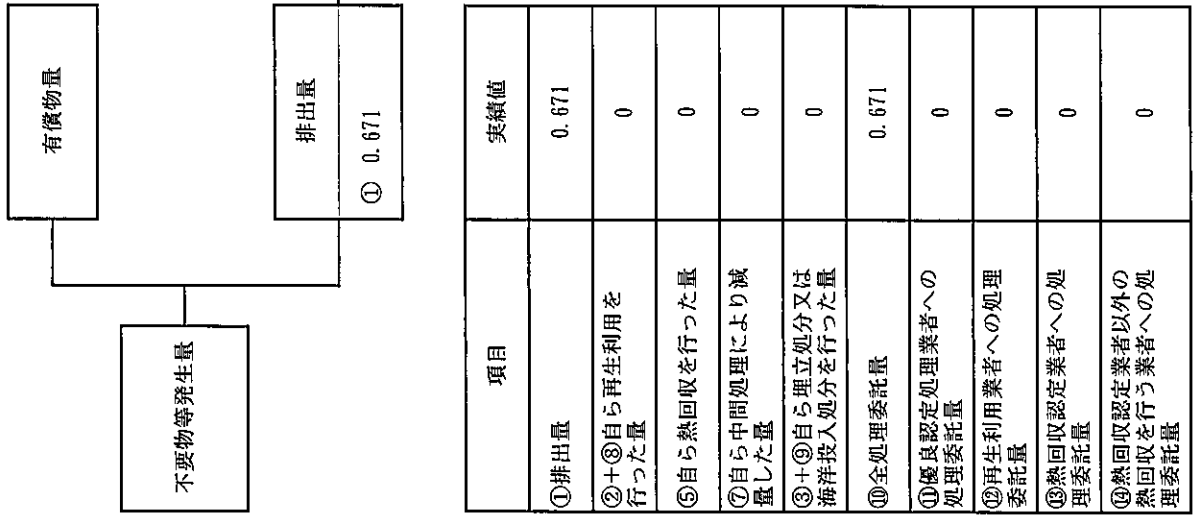 有償物量
不要物等発生量
排出量
① 0.671
項目 実績値
①排出量 0.671
②+⑧自ら再生利用を
行った量 0
⑤自ら熱回収を行った量 0
⑦自ら中間処理により減
量した量 0
③+⑨自ら埋立処分又は
海洋投入処分を行った量 0
⑩全処理委託量 0.671
⑪優良認定処理業者への
処理委託量 0
⑫再生利用業者への処理
委託量 0
⑬熱回収認定業者への処
理委託量 0
⑭熱回収認定業者以外の
熱回収を行う業者への処
理委託量 0